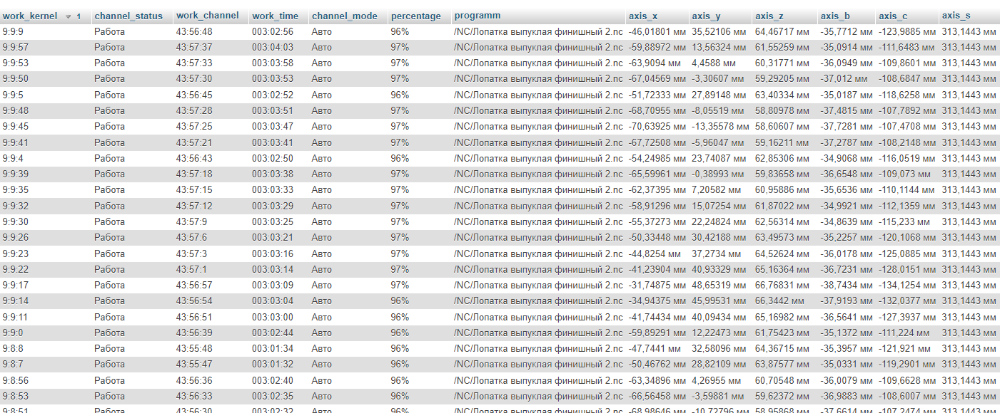 work_kernel 1 channel_status work_channel work_time channel_mode percentage programm axis_x axis_y axis_z axis_b axis_c axis_s
9:9:9 Работа 43:56:48 003:02:56 Авто 96% /NC/Лопатка выпуклая финишный 2.nc -46,01801 мм 35,52106 мм 64,46717 мм -35,7712 мм -123,9885 мм 313,1443 мм
9:9:57 Работа 43:57:37 003:04:03 Авто 97% /NC/Лопатка выпуклая финишный 2.nc -59,88972 мм 13,56324 мм 61,55259 мм -35,0914 мм -111,6483 мм 313,1443 мм
9:9:53 Работа 43:57:33 003:03:58 Авто 97% /NC/Лопатка выпуклая финишный 2.nc -63,9094 мм 4,4588 мм 60,31771 мм -36,0949 мм -109,8601 мм 313,1443 мм
9:9:50 Работа 43:57:30 003:03:53 Авто 97% /NC/Лопатка выпуклая финишный 2.nc -67,04569 мм -3,30607 мм 59,29205 мм -37,012 мм -108,6847 мм 313,1443 мм
9:9:5 Работа 43:56:45 003:02:52 Авто 96% /NC/Лопатка выпуклая финишный 2.nc -51,72333 мм 27,89148 мм 63,40334 мм -35,0187 мм -118,6258 мм 313,1443 мм
9:9:48 Работа 43:57:28 003:03:51 Авто 97% /NC/Лопатка выпуклая финишный 2.nc -68,70955 мм -8,05519 мм 58,80978 мм -37,4815 мм -107,7892 мм 313,1443 мм
9:9:45 Работа 43:57:25 003:03:47 Авто 97% /NC/Лопатка выпуклая финишный 2.nc -70,63925 мм -13,35578 мм 58,60607 мм -37,7281 мм -107,4708 мм 313,1443 мм
9:9:41 Работа 43:57:21 003:03:41 Авто 97% /NC/Лопатка выпуклая финишный 2.nc -67,72508 мм -5,96047 мм 59,16211 мм -37,2787 мм -108,2148 мм 313,1443 мм
9:9:4 Работа 43:56:43 003:02:50 Авто 96% /NC/Лопатка выпуклая финишный 2.nc -54,24985 мм 23,74087 мм 62,85306 мм -34,9068 мм -116,0519 мм 313,1443 мм
9:9:39 Работа 43:57:18 003:03:38 Авто 97% /NC/Лопатка выпуклая финишный 2.nc -65,59961 мм -0,38993 мм 59,83658 мм -36,6548 мм -109,073 мм 313,1443 мм
9:9:35 Работа 43:57:15 003:03:33 Авто 97% /NC/Лопатка выпуклая финишный 2.nc -62,37395 мм 7,20582 мм 60,95886 мм -35,6536 мм -110,1144 мм 313,1443 мм
9:9:32 Работа 43:57:12 003:03:29 Авто 97% /NC/Лопатка выпуклая финишный 2.nc -58,91296 мм 15,07254 мм 61,87022 мм -34,9921 мм -112,1359 мм 313,1443 мм
9:9:30 Работа 43:57:9 003:03:25 Авто 97% /NC/Лопатка выпуклая финишный 2.nc -55,37273 мм 22,24824 мм 62,56314 мм -34,8639 мм -115,233 мм 313,1443 мм
9:9:26 Работа 43:57:6 003:03:21 Авто 97% /NC/Лопатка выпуклая финишный 2.nc -50,33448 мм 30,42188 мм 63,49573 мм -35,2257 мм -120,1068 мм 313,1443 мм
9:9:23 Работа 43:57:3 003:03:16 Авто 97% /NC/Лопатка выпуклая финишный 2.nc -44,8254 мм 37,2734 мм 64,52624 мм -36,0178 мм -125,0885 мм 313,1443 мм
9:9:22 Работа 43:57:1 003:03:14 Авто 97% /NC/Лопатка выпуклая финишный 2.nc -41,23904 мм 40,93329 мм 65,16364 мм -36,7231 мм -128,0151 мм 313,1443 мм
9:9:17 Работа 43:56:57 003:03:09 Авто 97% /NC/Лопатка выпуклая финишный 2.nc -31,74875 мм 48,65319 мм 66,76831 мм -38,7434 мм -134,1254 мм 313,1443 мм
9:9:14 Работа 43:56:54 003:03:04 Авто 96% /NC/Лопатка выпуклая финишный 2.nc -34,94375 мм 45,99531 мм 66,3442 мм -37,9193 мм -132,0377 мм 313,1443 мм
9:9:11 Работа 43:56:51 003:03:00 Авто 96% /NC/Лопатка выпуклая финишный 2.nc -41,74434 мм 40,09434 мм 65,16982 мм -36,5641 мм -127,3937 мм 313,1443 мм
9:9:0 Работа 43:56:39 003:02:44 Авто 96% /NC/Лопатка выпуклая финишный 2.nc -59,89291 мм 12,22473 мм 61,75423 мм -35,1372 мм -111,224 мм 313,1443 мм
9:8:8 Работа 43:55:48 003:01:34 Авто 96% /NC/Лопатка выпуклая финишный 2.nc -47,7441 мм 32,58096 мм 64,36715 мм -35,3957 мм -121,921 мм 313,1443 мм
9:8:7 Работа 43:55:47 003:01:32 Авто 96% /NC/Лопатка выпуклая финишный 2.nc -50,46762 мм 28,82109 мм 63,87577 мм -35,0331 мм -119,2901 мм 313,1443 мм
9:8:56 Работа 43:56:36 003:02:40 Авто 96% /NC/Лопатка выпуклая финишный 2.nc -63,34896 мм 4,26955 мм 60,70548 мм -36,0079 мм -109,6628 мм 313,1443 мм
9:8:53 Работа 43:56:33 003:02:35 Авто 96% /NC/Лопатка выпуклая финишный 2.nc -66,56458 мм -3,59881 мм 59,62372 мм -36,9883 мм -108,6007 мм 313,1443 мм
9:8:51 Работа 43:56:30 003:02:32 Авто 96% /NC/Лопатка выпуклая финишный 2.nc -68,98646 мм -10,72796 мм 58,95868 мм -37,6614 мм -107,2474 мм 313,1443 мм